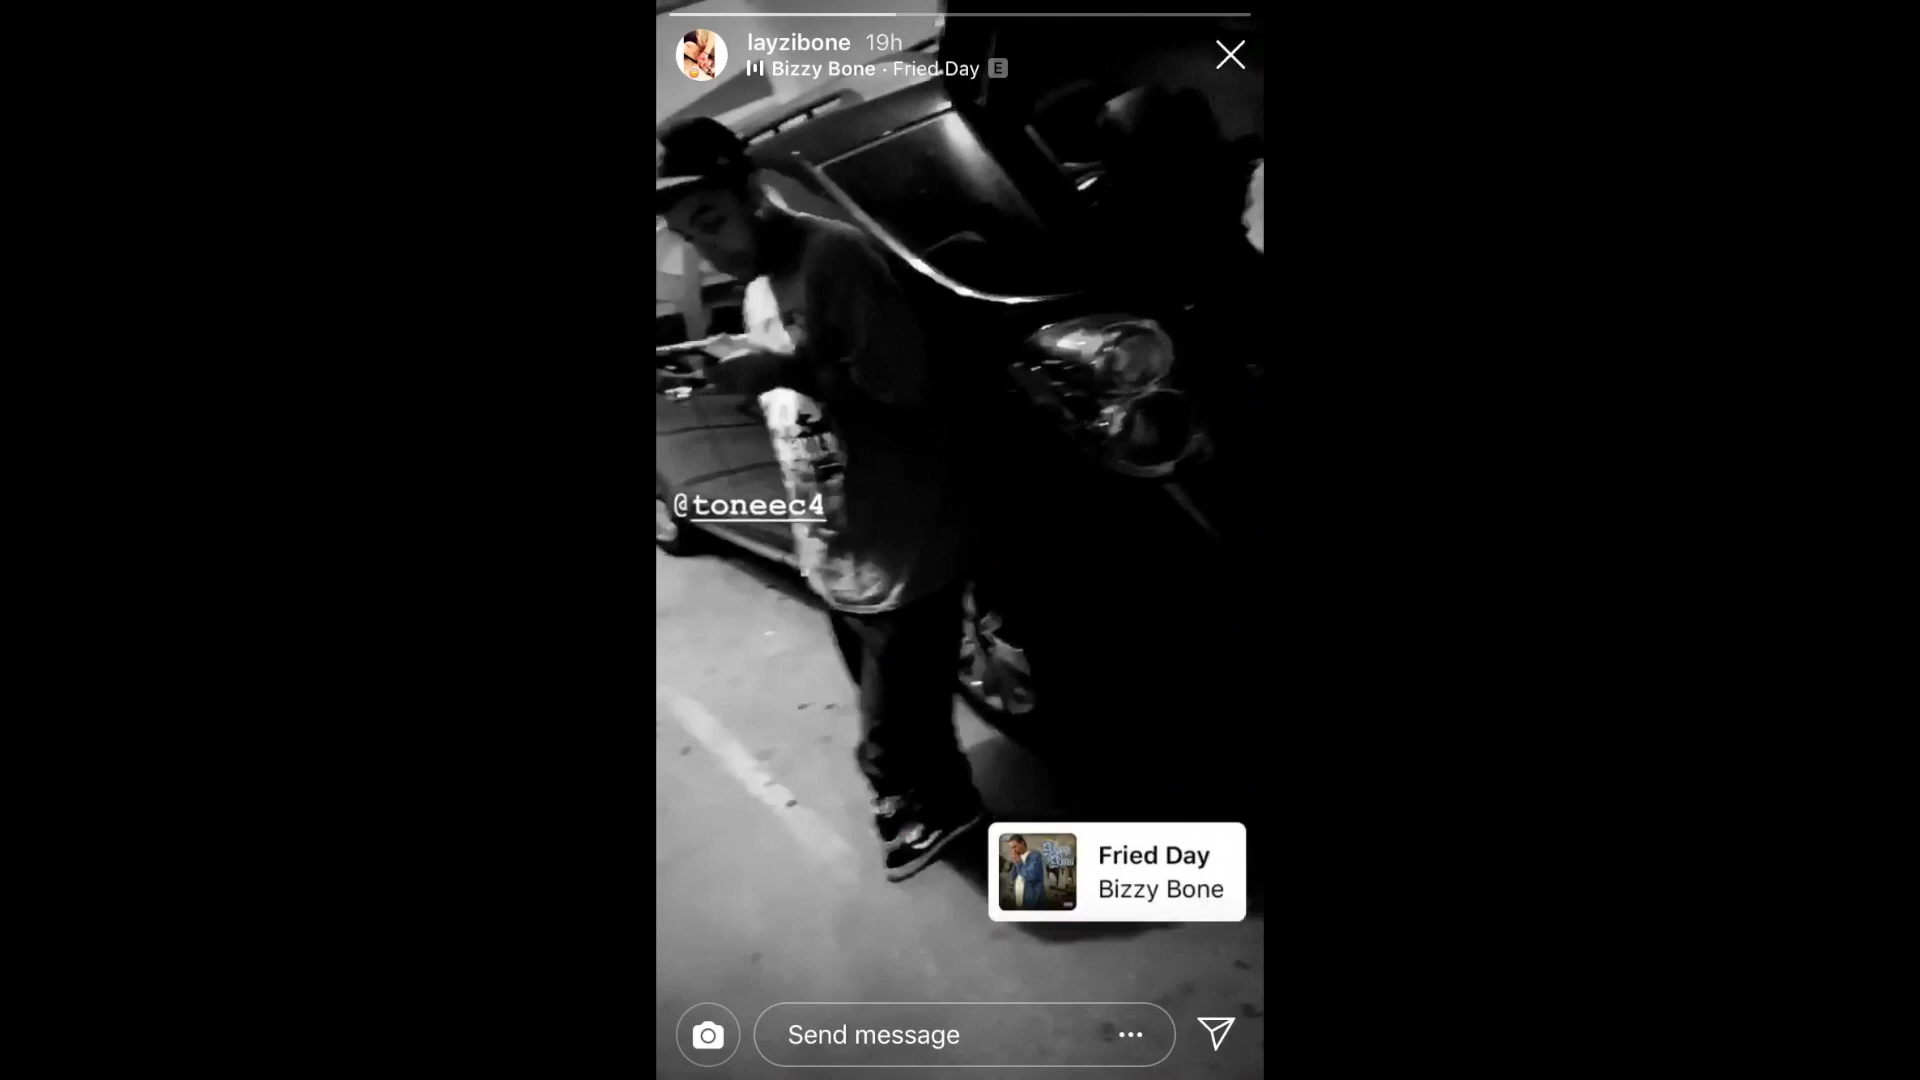 layzibone 19h
Bizzy Bone · Fried Day E
@toneec4
Fried Day
Bizzy Bone
Send message